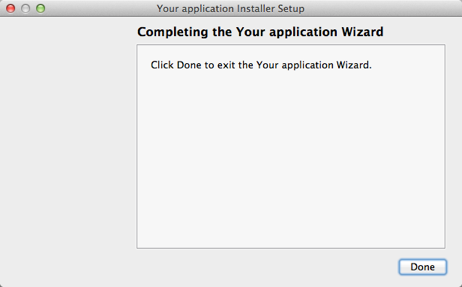 Your application Installer Setup
Completing the Your application Wizard
Click Done to exit the Your application Wizard.
Done